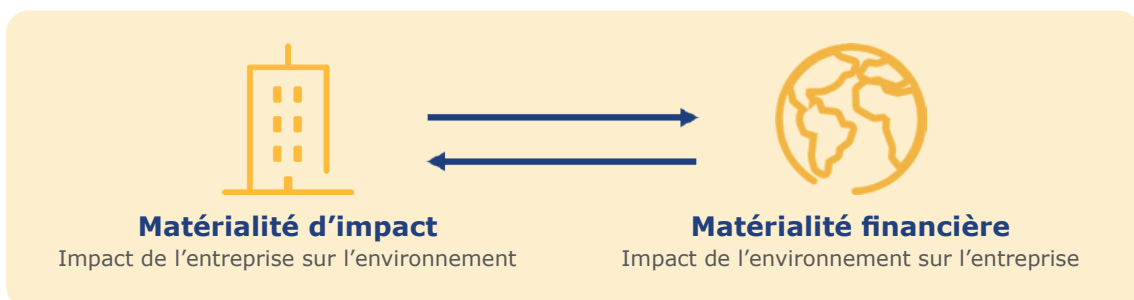 Matérialité d’impact
Impact de l’entreprise sur l’environnement
Matérialité financière
Impact de l’environnement sur l’entreprise